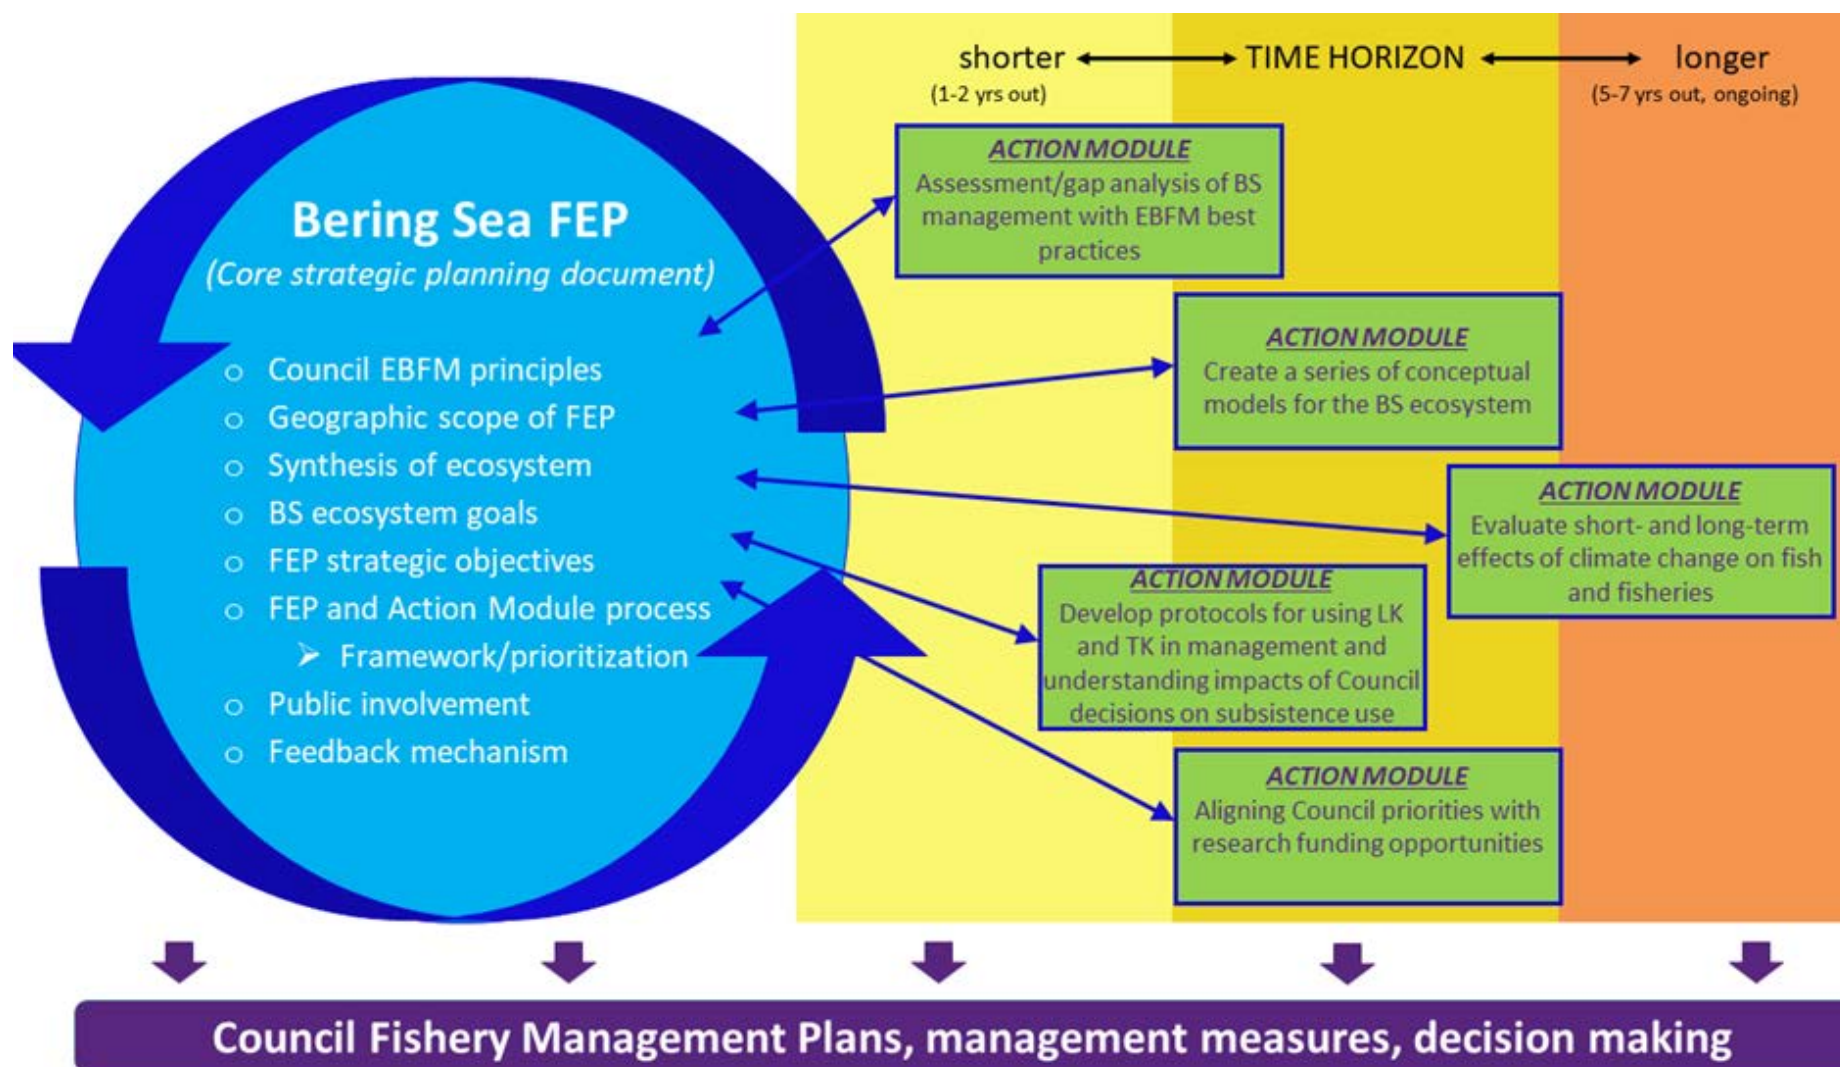 Bering Sea FEP
(Core strategic planning document)
o Council EBFM principles
o Geographic scope of FEP
o Synthesis of ecosystem
o BS ecosystem goals
o FEP strategic objectives
o FEP and Action Module process
➢ Framework/prioritization
o Public involvement
o Feedback mechanism
shorter TIME HORIZON longer
(1-2 yrs out) (5-7 yrs out, ongoing)
ACTION MODULE
Assessment/gap analysis of BS
management with EBFM best
practices
ACTION MODULE
Create a series of conceptual
models for the BS ecosystem
ACTION MODULE
Evaluate short- and long-term
effects of climate change on fish
and fisheries
ACTION MODULE
Develop protocols for using LK
and TK in management and
understanding impacts of Council
decisions on subsistence use
ACTION MODULE
Aligning Council priorities with
research funding opportunities
Council Fishery Management Plans, management measures, decision making